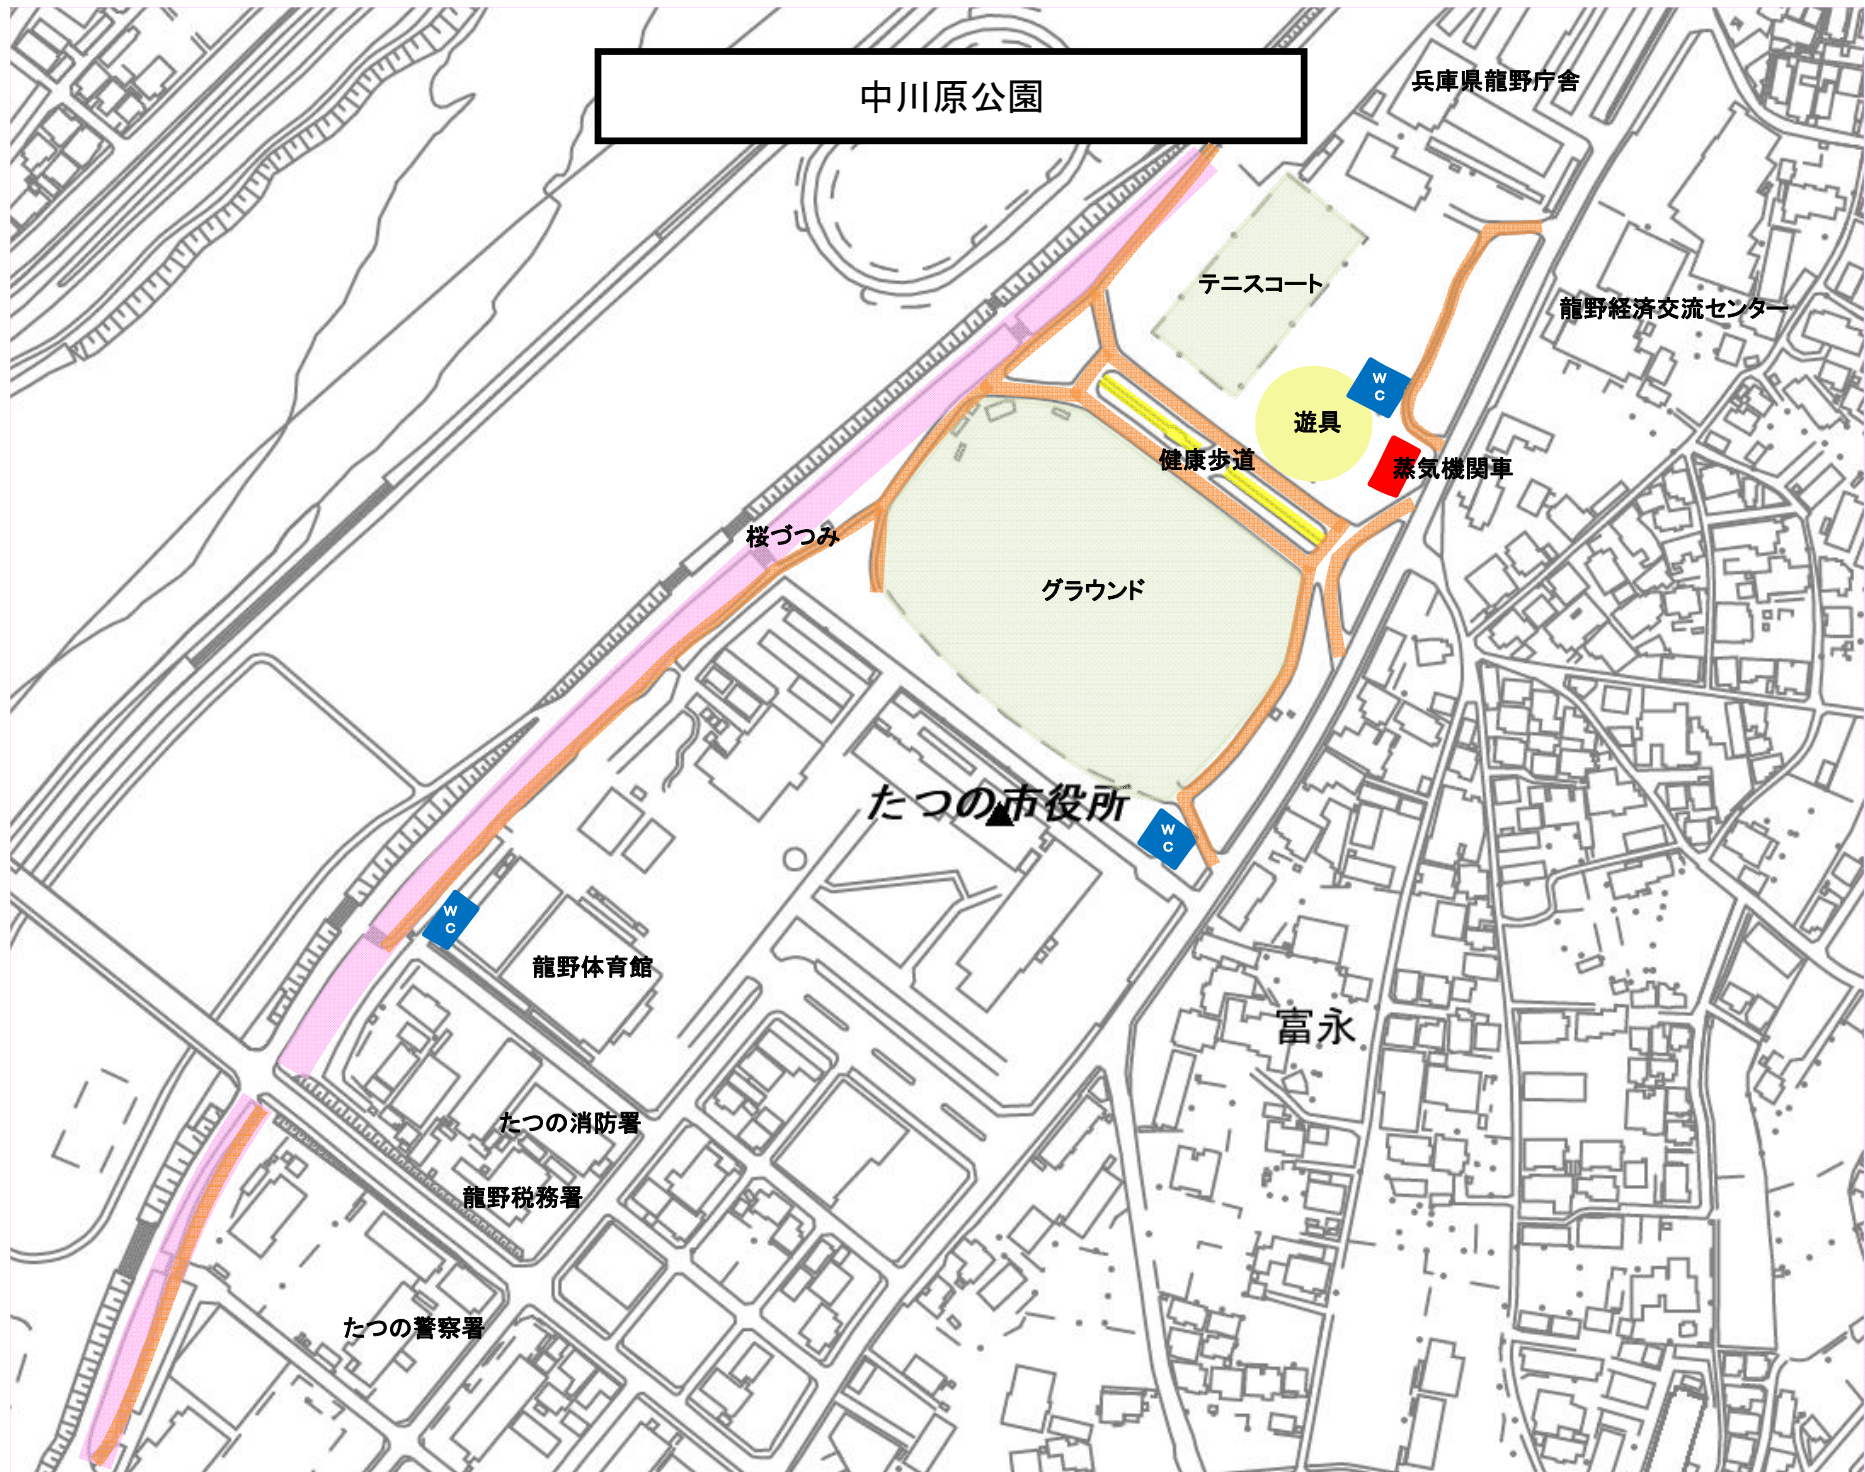 中川原公園
兵庫県龍野庁舎
テニスコート
龍野経済交流センター
W
C
遊具
健康歩道
蒸気機関車
桜づつみ
グラウンド
たつの市役所
W
C
W
C
龍野体育館
富永
たつの消防署
龍野税務署
たつの警察署